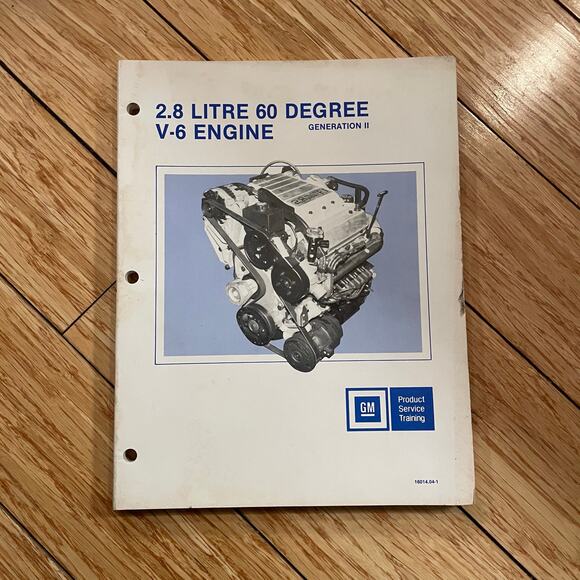 2.8 LITRE 60 DEGREE
V-6 ENGINE GENERATION II
GM
Product
Service
Training
16014.04-1